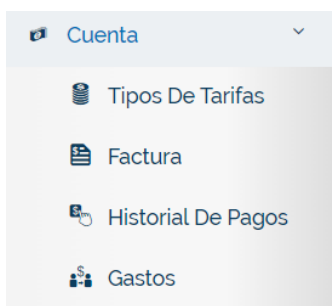 Cuenta
Tipos De Tarifas
Factura
Historial De Pagos
Gastos